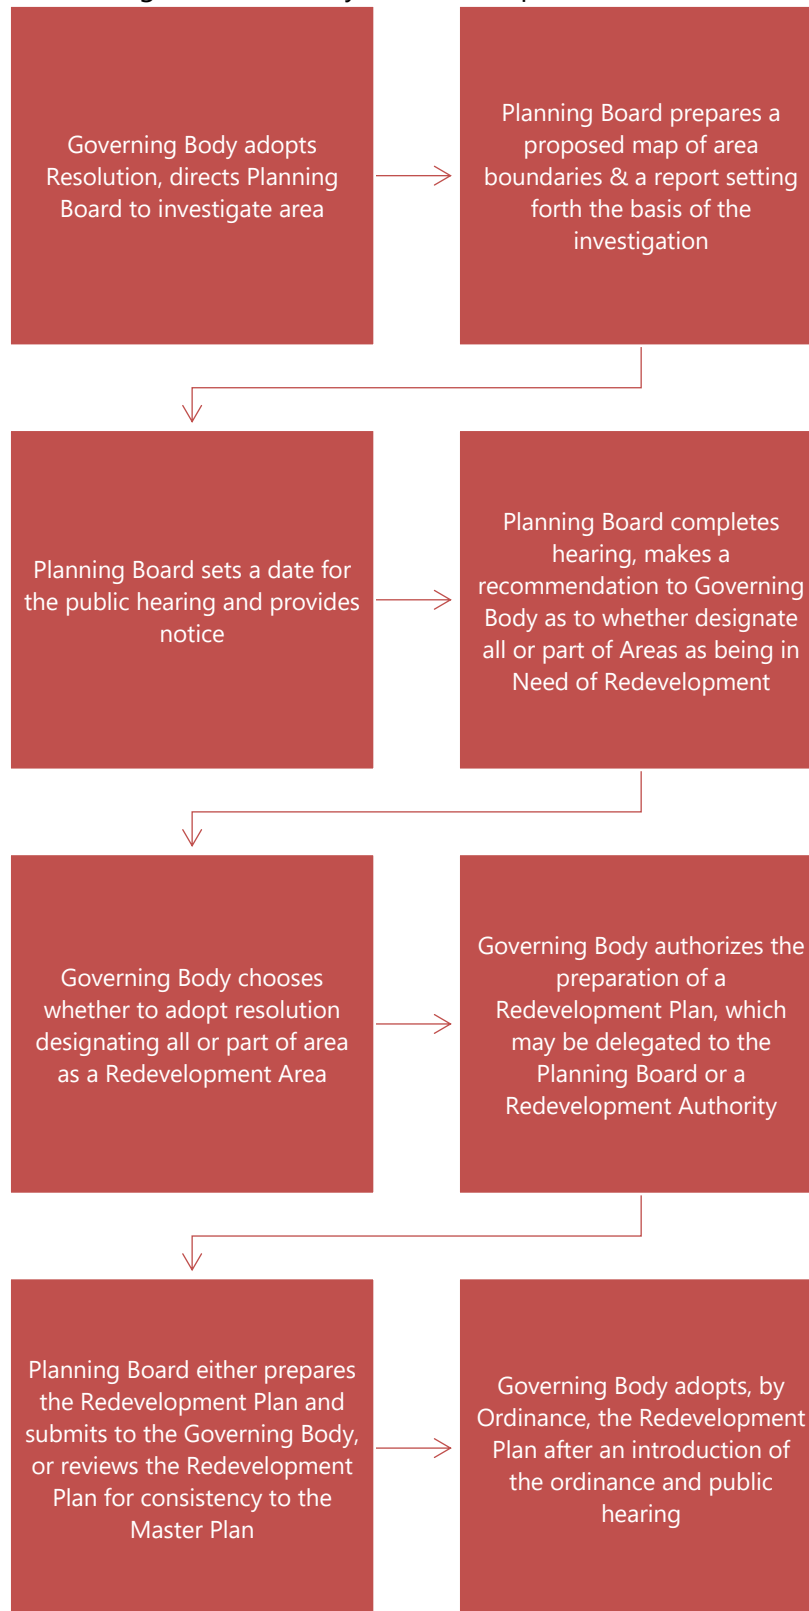 Governing Body adopts
Resolution, directs Planning
Board to investigate area
Planning Board prepares a
proposed map of area
boundaries & a report setting
forth the basis of the
investigation
Planning Board sets a date for
the public hearing and provides
notice
Planning Board completes
hearing, makes a
recommendation to Governing
Body as to whether designate
all or part of Areas as being in
Need of Redevelopment
Governing Body chooses
whether to adopt resolution
designating all or part of area
as a Redevelopment Area
Governing Body authorizes the
preparation of a
Redevelopment Plan, which
may be delegated to the
Planning Board or a
Redevelopment Authority
Planning Board either prepares
the Redevelopment Plan and
submits to the Governing Body,
or reviews the Redevelopment
Plan for consistency to the
Master Plan
Governing Body adopts, by
Ordinance, the Redevelopment
Plan after an introduction of
the ordinance and public
hearing